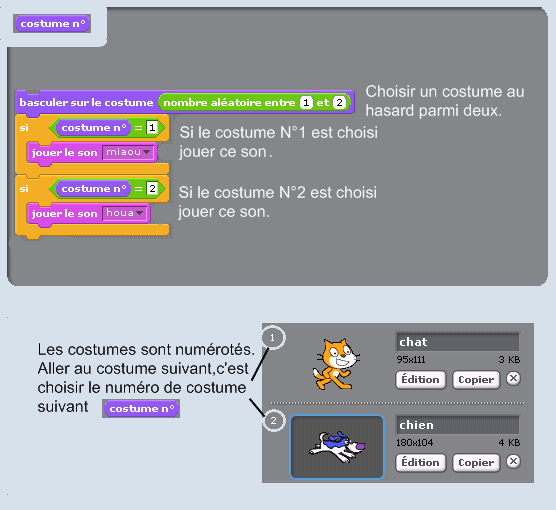 costume n°
basculer sur le costume nombre aléatoire entre 1 et 2
Choisir un costume au
hasard parmi deux.
si costume n° = 1
jouer le son miaou
Si le costume N°1 est choisi
jouer ce son.
si costume n° = 2
jouer le son houa
Si le costume N°2 est choisi
jouer ce son.
Les costumes sont numérotés.
Aller au costume suivant,c'est
choisir le numéro de costume
suivant costume n°
1
chat
95x111 3 KB
Édition Copier
2
chien
180x104 4 KB
Édition Copier